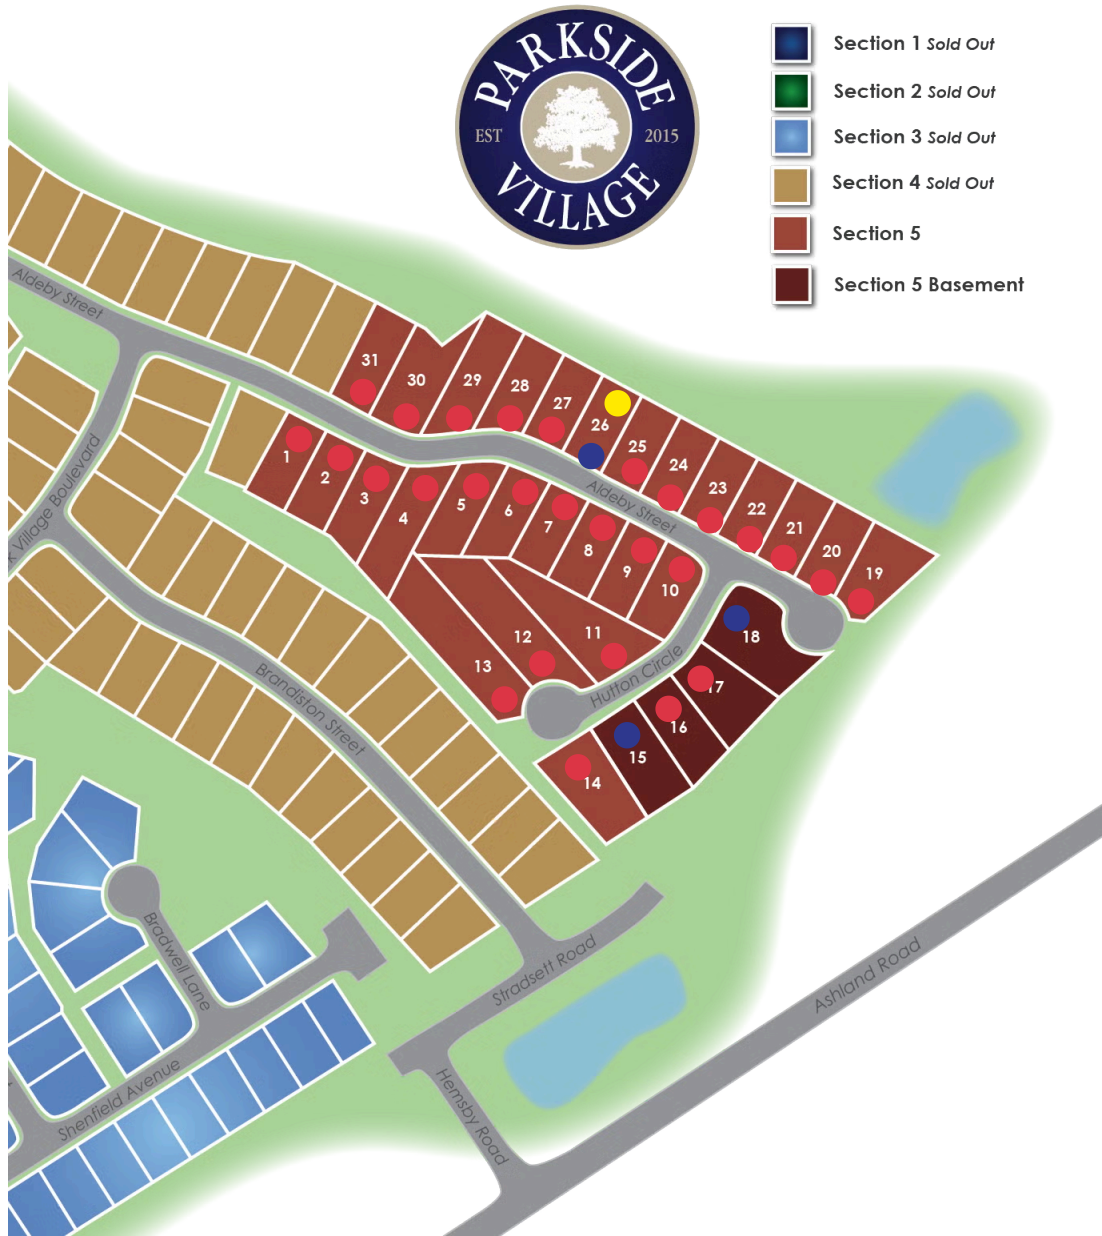 PARKSIDE
EST
2015
VILLAGE
Section 1 Sold Out
Section 2 Sold Out
Section 3 Sold Out
Section 4 Sold Out
Section 5
Section 5 Basement
Aldeby Street
31
30
29
28
27
26
25
24
23
22
21
20
19
1
2
3
4
5
6
7
8
9
10
Aldeby Street
11
12
13
18
17
16
15
14
Hutton Circle
k Village Boulevard
Brandiston Street
Bradwell Lane
Shenfield Avenue
Stradsett Road
Hemsby Road
Ashland Road